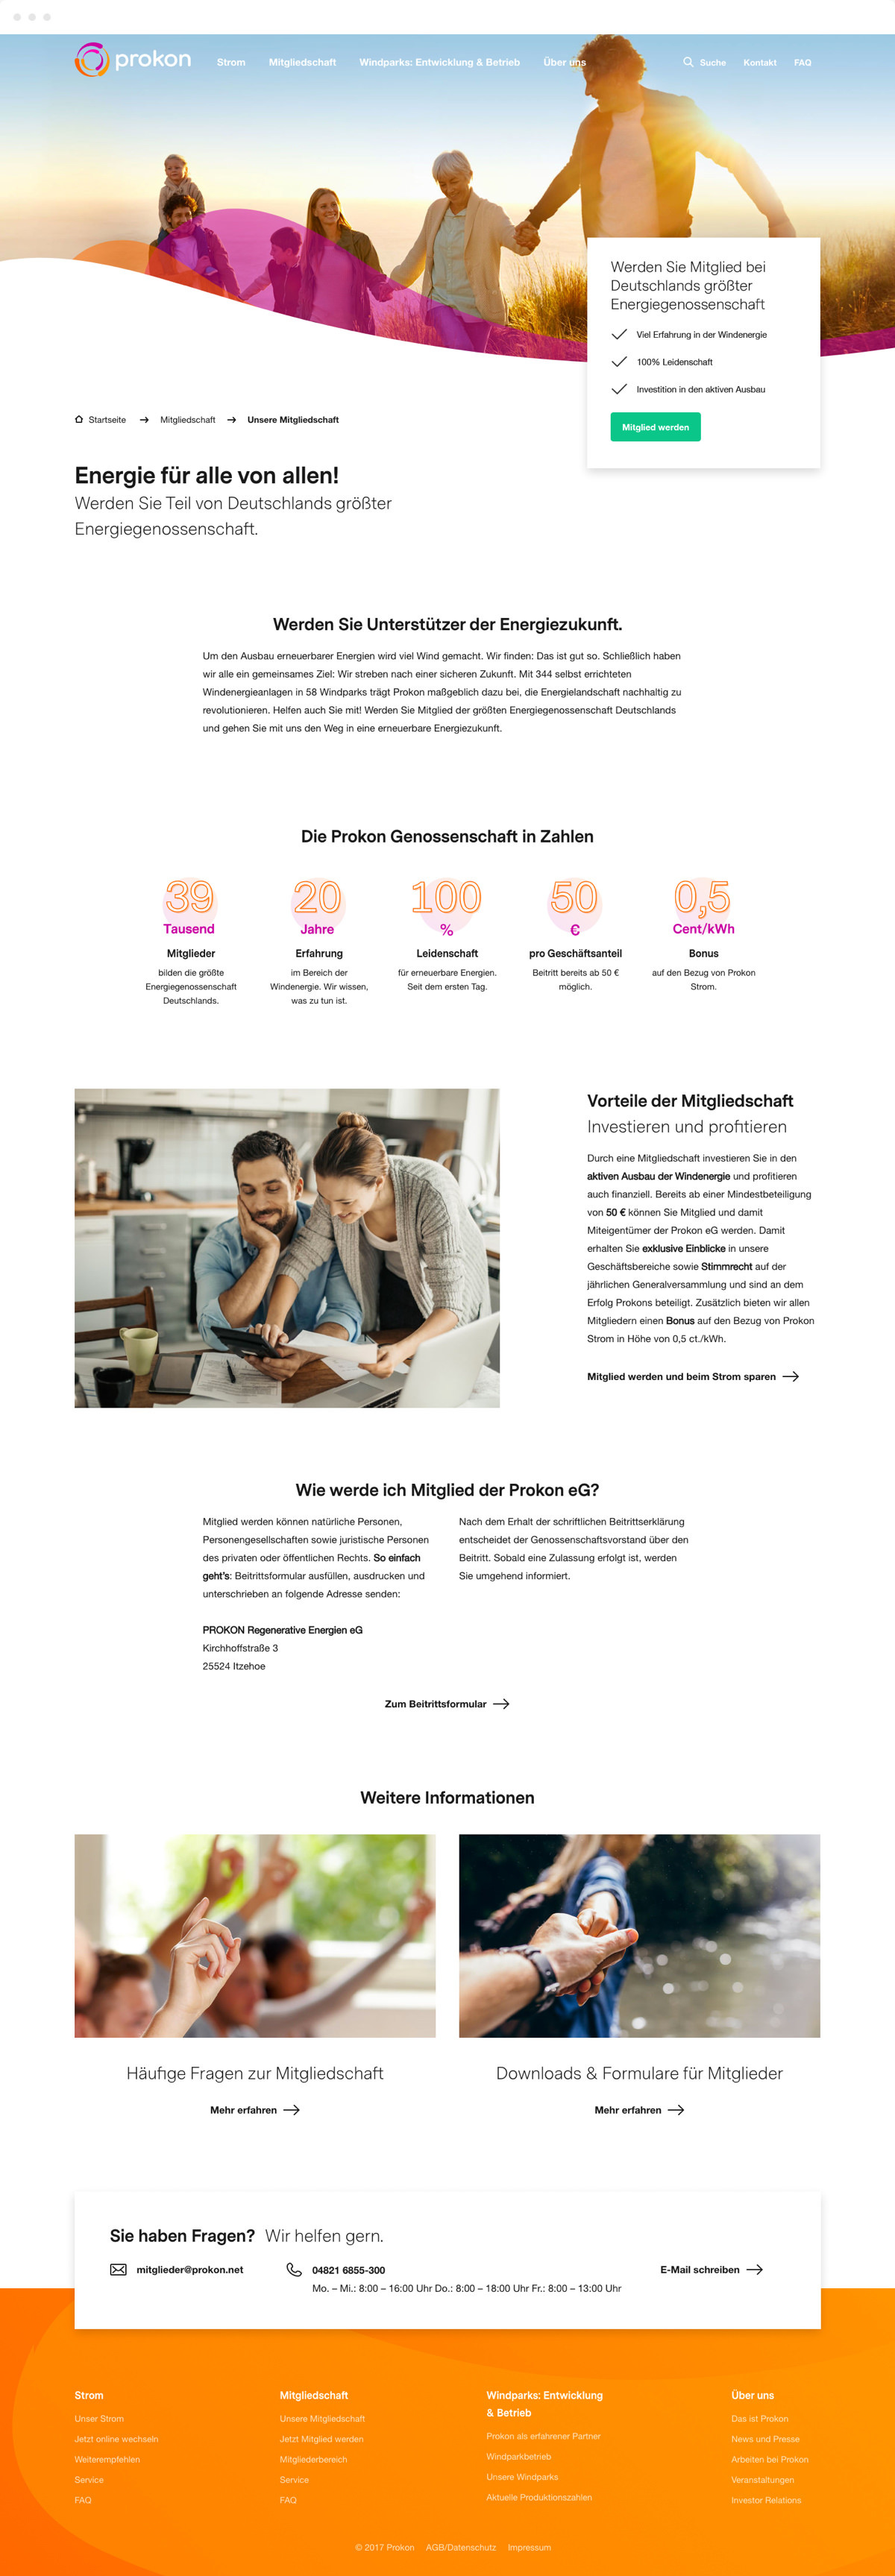 prokon
Strom Mitgliedschaft Windparks: Entwicklung & Betrieb Über uns Suche Kontakt FAQ
Werden Sie Mitglied bei
Deutschlands größter
Energiegenossenschaft
Viel Erfahrung in der Windenergie
100% Leidenschaft
Investition in den aktiven Ausbau
Mitglied werden
Startseite → Mitgliedschaft → Unsere Mitgliedschaft
Energie für alle von allen!
Werden Sie Teil von Deutschlands größter
Energiegenossenschaft.
Werden Sie Unterstützer der Energiezukunft.
Um den Ausbau erneuerbarer Energien wird viel Wind gemacht. Wir finden: Das ist gut so. Schließlich haben
wir alle ein gemeinsames Ziel: Wir streben nach einer sicheren Zukunft. Mit 344 selbst errichteten
Windenergieanlagen in 58 Windparks trägt Prokon maßgeblich dazu bei, die Energielandschaft nachhaltig zu
revolutionieren. Helfen auch Sie mit! Werden Sie Mitglied der größten Energiegenossenschaft Deutschlands
und gehen Sie mit uns den Weg in eine erneuerbare Energiezukunft.
Die Prokon Genossenschaft in Zahlen
39
Tausend
Mitglieder
bilden die größte
Energiegenossenschaft
Deutschlands.
20
Jahre
Erfahrung
im Bereich der
Windenergie. Wir wissen,
was zu tun ist.
100
%
Leidenschaft
für erneuerbare Energien.
Seit dem ersten Tag.
50
€
pro Geschäftsanteil
Beitritt bereits ab 50 €
möglich.
0,5
Cent/kWh
Bonus
auf den Bezug von Prokon
Strom.
Vorteile der Mitgliedschaft
Investieren und profitieren
Durch eine Mitgliedschaft investieren Sie in den
aktiven Ausbau der Windenergie und profitieren
auch finanziell. Bereits ab einer Mindestbeteiligung
von 50 € können Sie Mitglied und damit
Miteigentümer der Prokon eG werden. Damit
erhalten Sie exklusive Einblicke in unsere
Geschäftsbereiche sowie Stimmrecht auf der
jährlichen Generalversammlung und sind an dem
Erfolg Prokons beteiligt. Zusätzlich bieten wir allen
Mitgliedern einen Bonus auf den Bezug von Prokon
Strom in Höhe von 0,5 ct./kWh.
Mitglied werden und beim Strom sparen →
Wie werde ich Mitglied der Prokon eG?
Mitglied werden können natürliche Personen,
Personengesellschaften sowie juristische Personen
des privaten oder öffentlichen Rechts. So einfach
geht's: Beitrittsformular ausfüllen, ausdrucken und
unterschrieben an folgende Adresse senden:
PROKON Regenerative Energien eG
Kirchhoffstraße 3
25524 Itzehoe
Nach dem Erhalt der schriftlichen Beitrittserklärung
entscheidet der Genossenschaftsvorstand über den
Beitritt. Sobald eine Zulassung erfolgt ist, werden
Sie umgehend informiert.
Zum Beitrittsformular →
Weitere Informationen
Häufige Fragen zur Mitgliedschaft
Mehr erfahren →
Downloads & Formulare für Mitglieder
Mehr erfahren →
Sie haben Fragen? Wir helfen gern.
mitglieder@prokon.net
04821 6855-300
Mo. – Mi.: 8:00 – 16:00 Uhr Do.: 8:00 – 18:00 Uhr Fr.: 8:00 – 13:00 Uhr
E-Mail schreiben →
Strom
Unser Strom
Jetzt online wechseln
Weiterempfehlen
Service
FAQ
Mitgliedschaft
Unsere Mitgliedschaft
Jetzt Mitglied werden
Mitgliederbereich
Service
FAQ
Windparks: Entwicklung
& Betrieb
Prokon als erfahrener Partner
Windparkbetrieb
Unsere Windparks
Aktuelle Produktionszahlen
Über uns
Das ist Prokon
News und Presse
Arbeiten bei Prokon
Veranstaltungen
Investor Relations
© 2017 Prokon AGB/Datenschutz Impressum